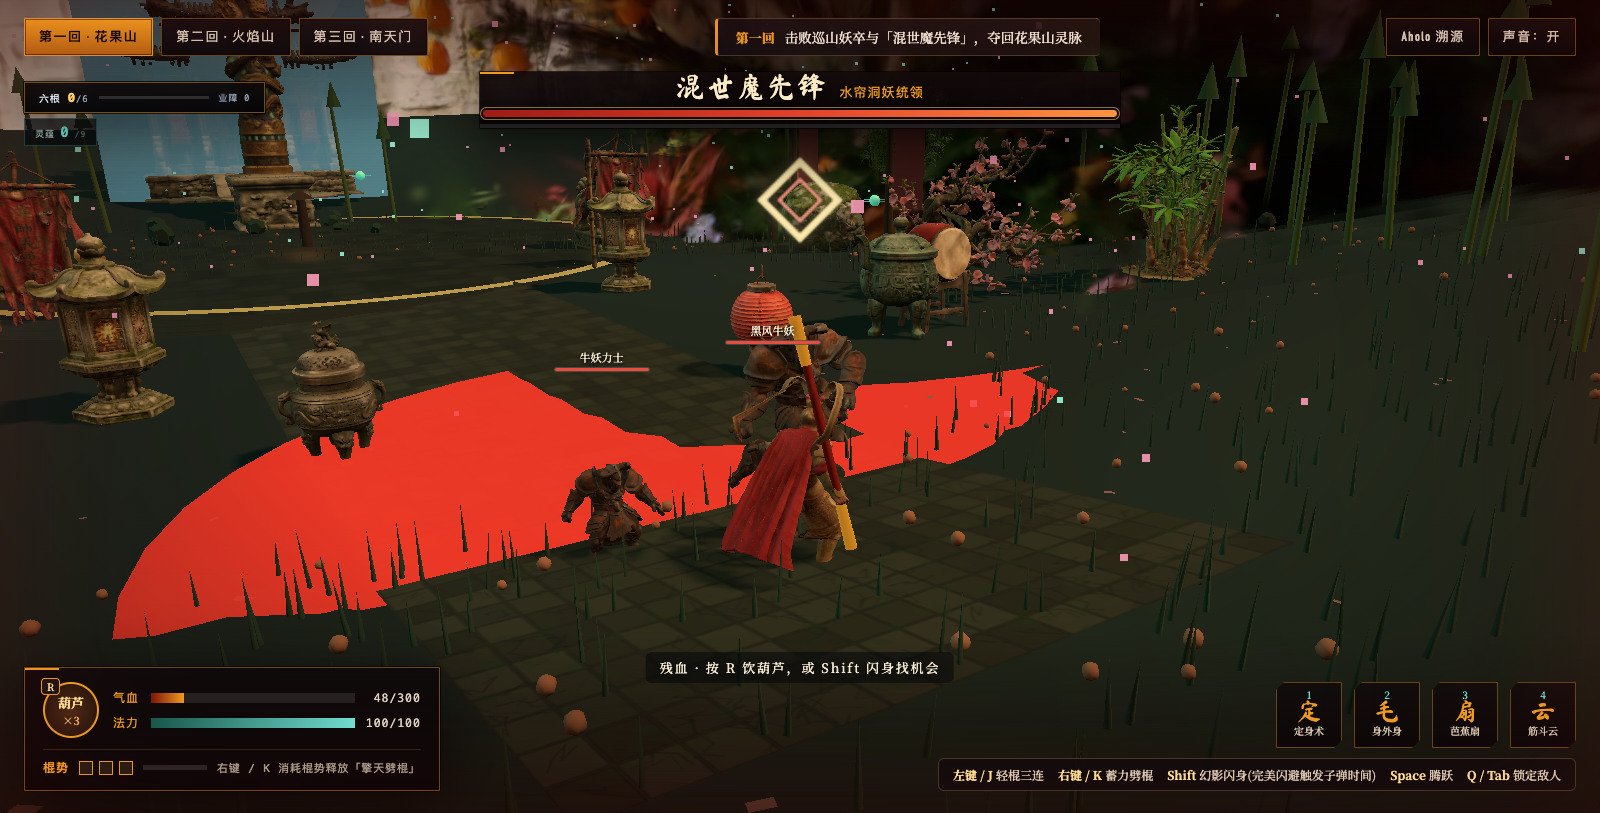 第一回 · 花果山
第二回 · 火焰山
第三回 · 南天门
第一回 击败巡山妖卒与「混世魔先锋」，夺回花果山灵脉
Aholo 溯源
声音：开
六根 0/6 业障 0
灵蕴 0 /9
混世魔先锋 水帘洞妖统领
黑风牛妖
牛妖力士
残血 · 按 R 饮葫芦，或 Shift 闪身找机会
R
葫芦
×3
气血 48/300
法力 100/100
棍势 右键 / K 消耗棍势释放「擎天劈棍」
1
定
定身术
2
毛
身外身
3
扇
芭蕉扇
4
云
筋斗云
左键 / J 轻棍三连 右键 / K 蓄力劈棍 Shift 幻影闪身(完美闪避触发子弹时间) Space 腾跃 Q / Tab 锁定敌人